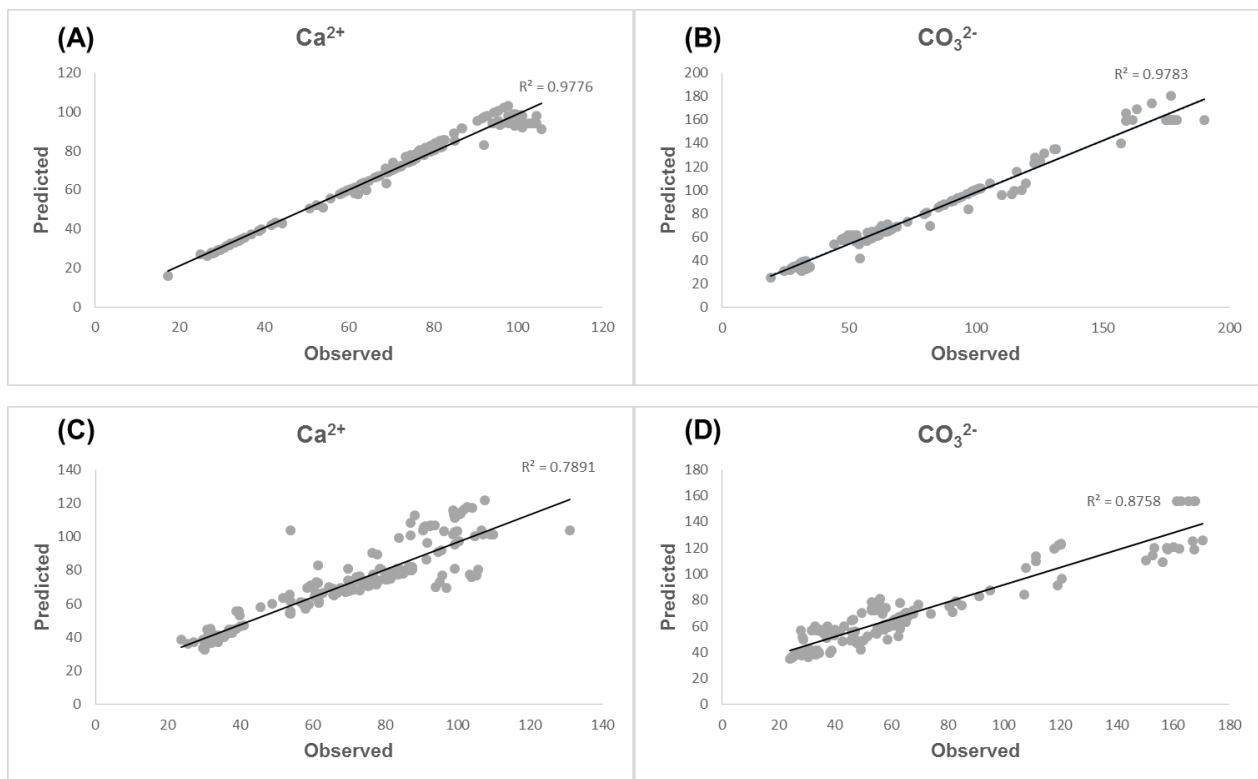 (A)
Ca²⁺
R² = 0.9776
Predicted
120
100
80
60
40
20
0
0 20 40 60 80 100 120
Observed
(B)
CO₃²⁻
R² = 0.9783
Predicted
200
180
160
140
120
100
80
60
40
20
0
0 50 100 150 200
Observed
(C)
Ca²⁺
R² = 0.7891
Predicted
140
120
100
80
60
40
20
0
0 20 40 60 80 100 120 140
Observed
(D)
CO₃²⁻
R² = 0.8758
Predicted
180
160
140
120
100
80
60
40
20
0
0 20 40 60 80 100 120 140 160 180
Observed